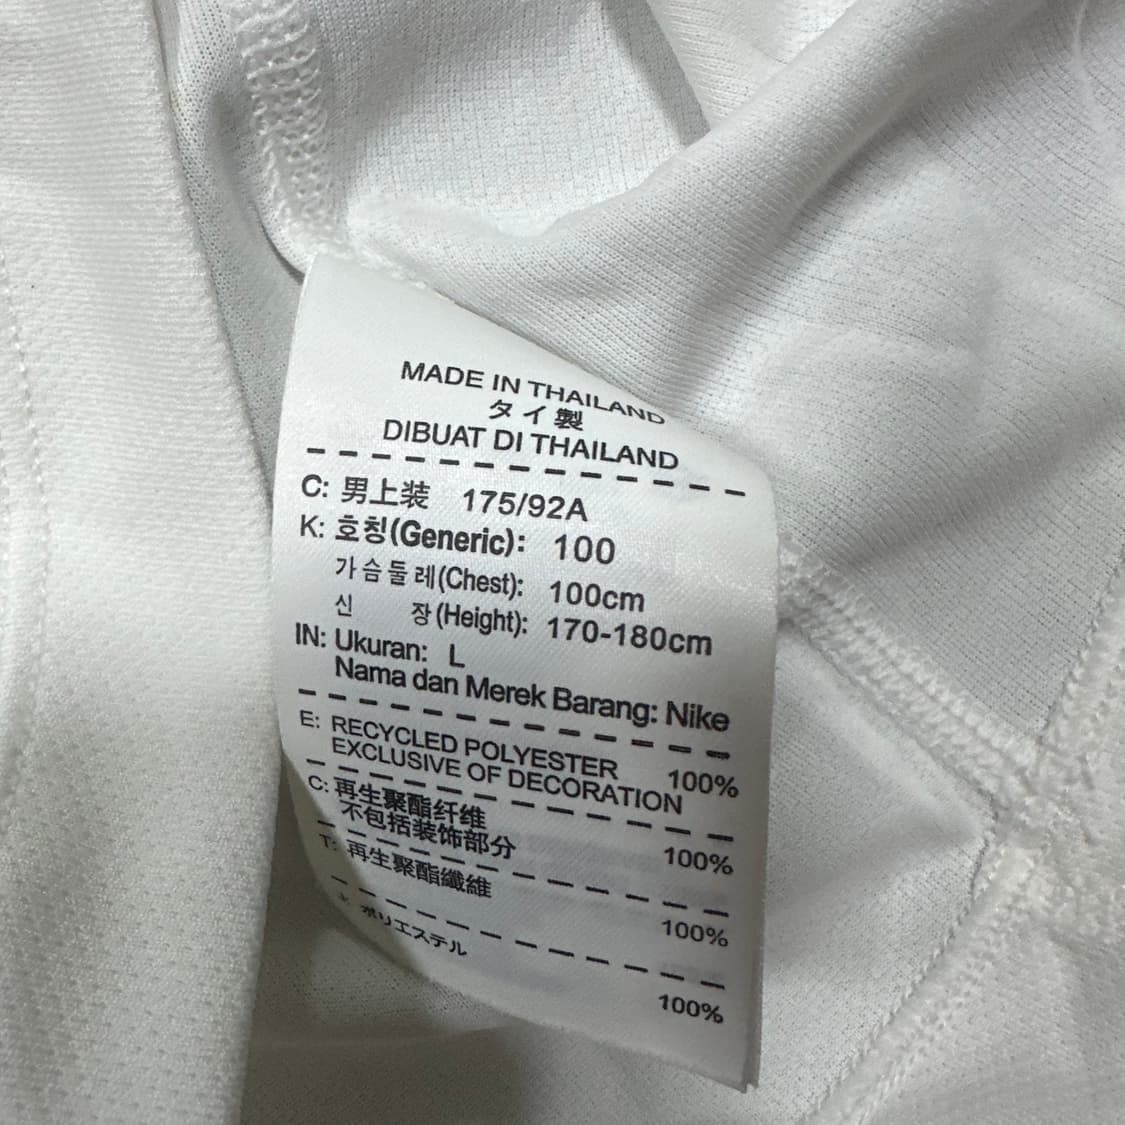 MADE IN THAILAND
タイ製
DIBUAT DI THAILAND
C: 男上装 175/92A
K: 호칭(Generic): 100
가슴둘레(Chest): 100cm
신 장(Height): 170-180cm
IN: Ukuran: L
Nama dan Merek Barang: Nike
E: RECYCLED POLYESTER 100%
EXCLUSIVE OF DECORATION
C: 再生聚酯纤维 100%
不包括装饰部分
T: 再生聚酯纖維 100%
ポリエステル 100%